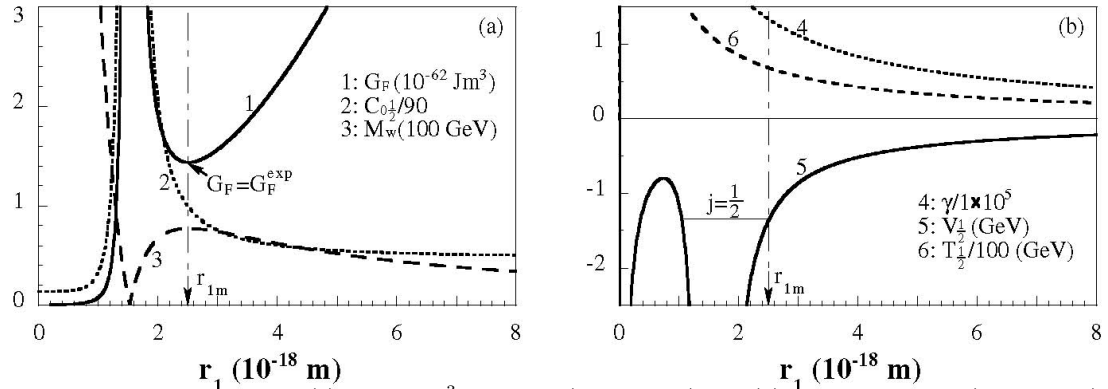 3
2
1
0
(a)
1: G_F (10^-62 Jm^3)
2: C_0½/90
3: M_w (100 GeV)
1
2
3
G_F=G_F^exp
r_1m
0
2
4
6
8
r_1 (10^-18 m)
(b)
1
0
-1
-2
4
6
5
j=½
4: γ/1×10^5
5: V_½ (GeV)
6: T_½/100 (GeV)
r_1m
0
2
4
6
8
r_1 (10^-18 m)